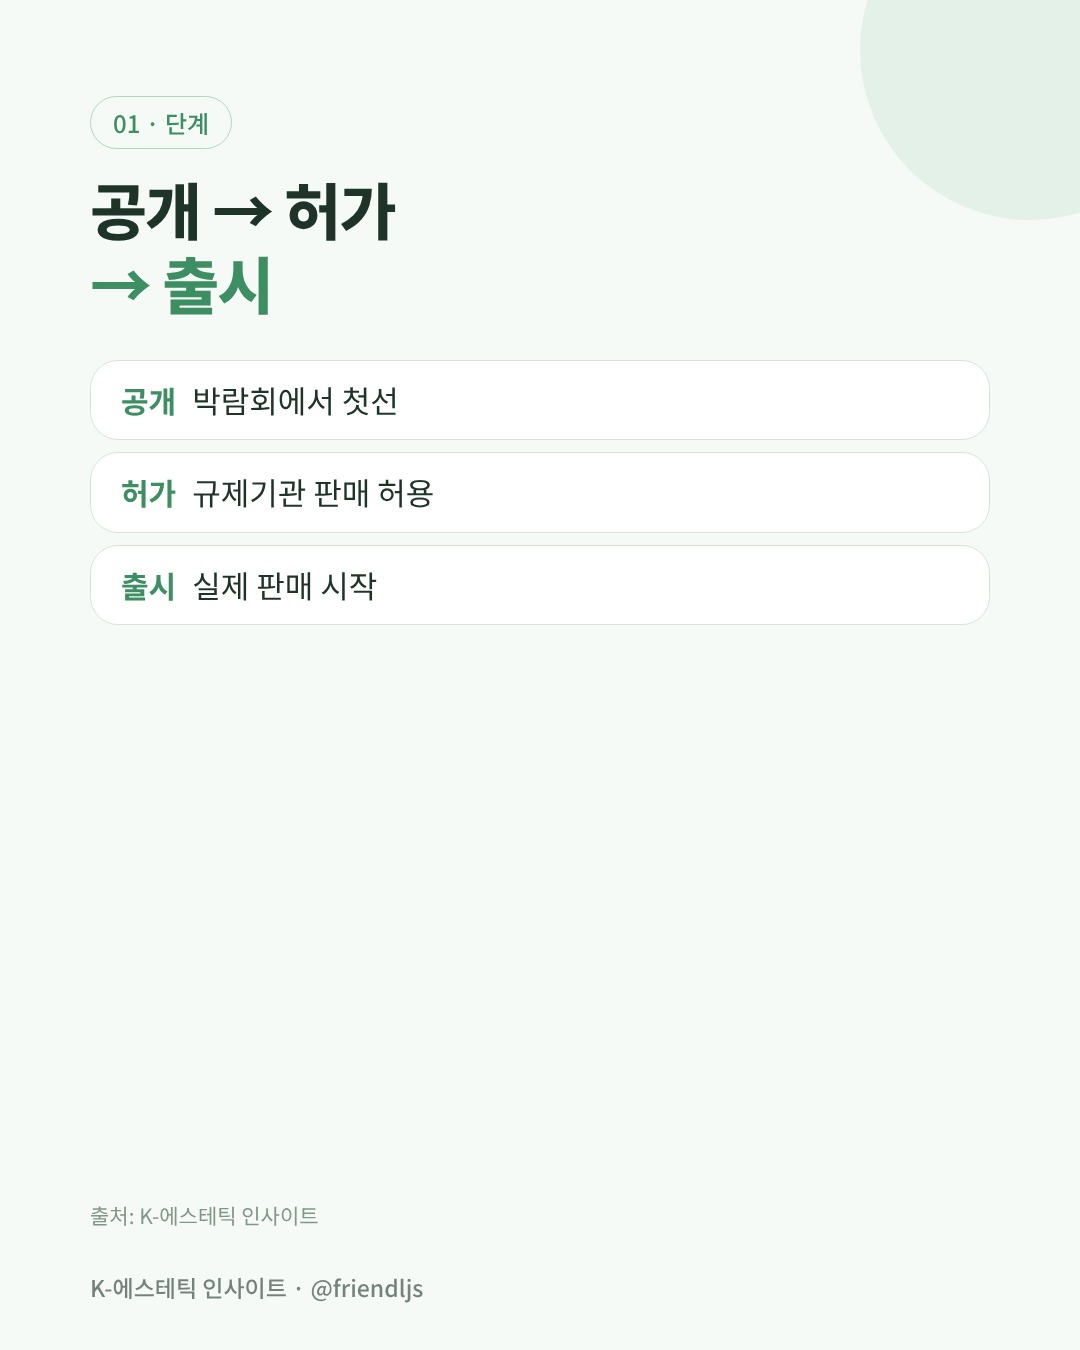 01 · 단계
공개 → 허가
→ 출시
공개 박람회에서 첫선
허가 규제기관 판매 허용
출시 실제 판매 시작
출처: K-에스테틱 인사이트
K-에스테틱 인사이트 · @friendljs